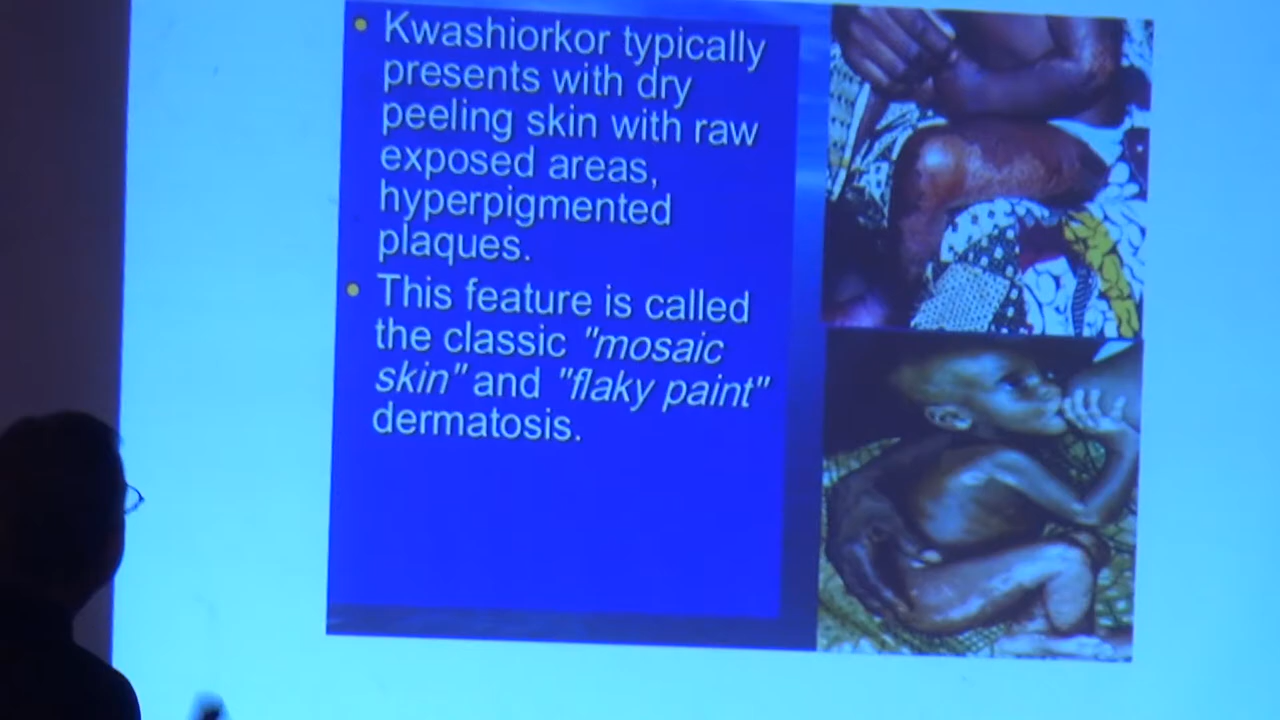 Kwashiorkor typically
presents with dry
peeling skin with raw
exposed areas,
hyperpigmented
plaques.
This feature is called
the classic "mosaic
skin" and "flaky paint"
dermatosis.